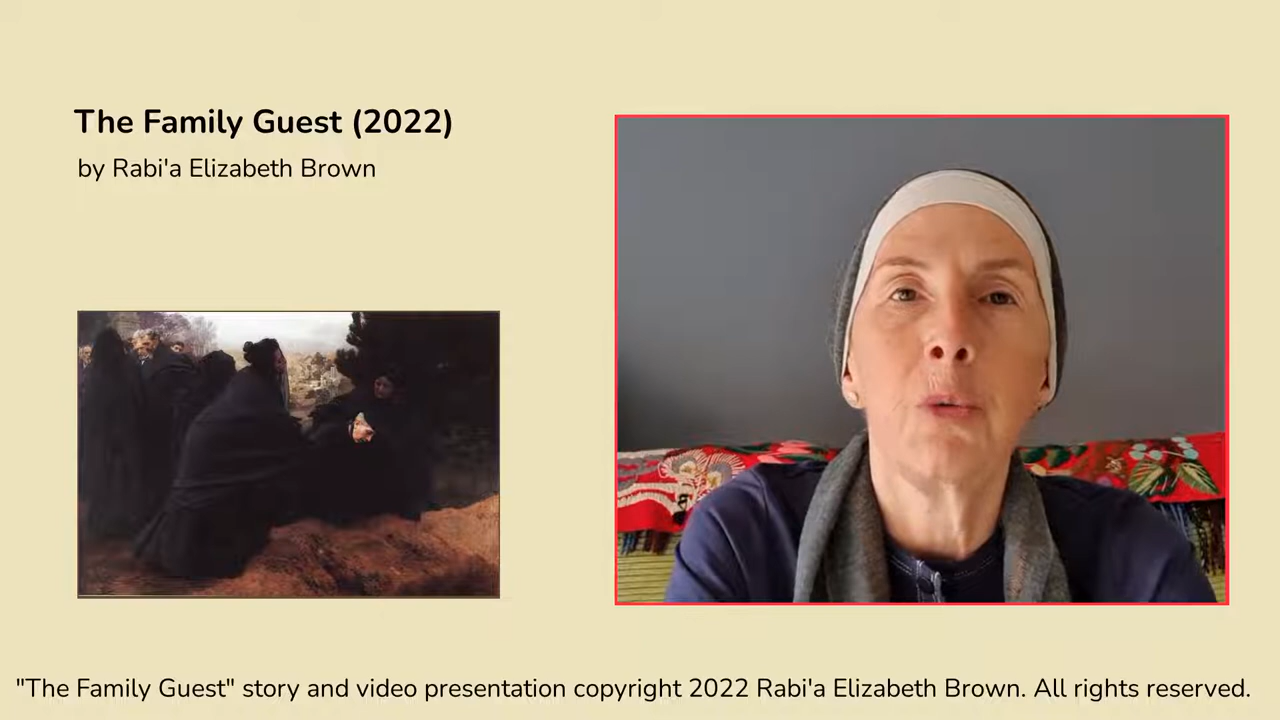 The Family Guest (2022)
by Rabi'a Elizabeth Brown
"The Family Guest" story and video presentation copyright 2022 Rabi'a Elizabeth Brown. All rights reserved.